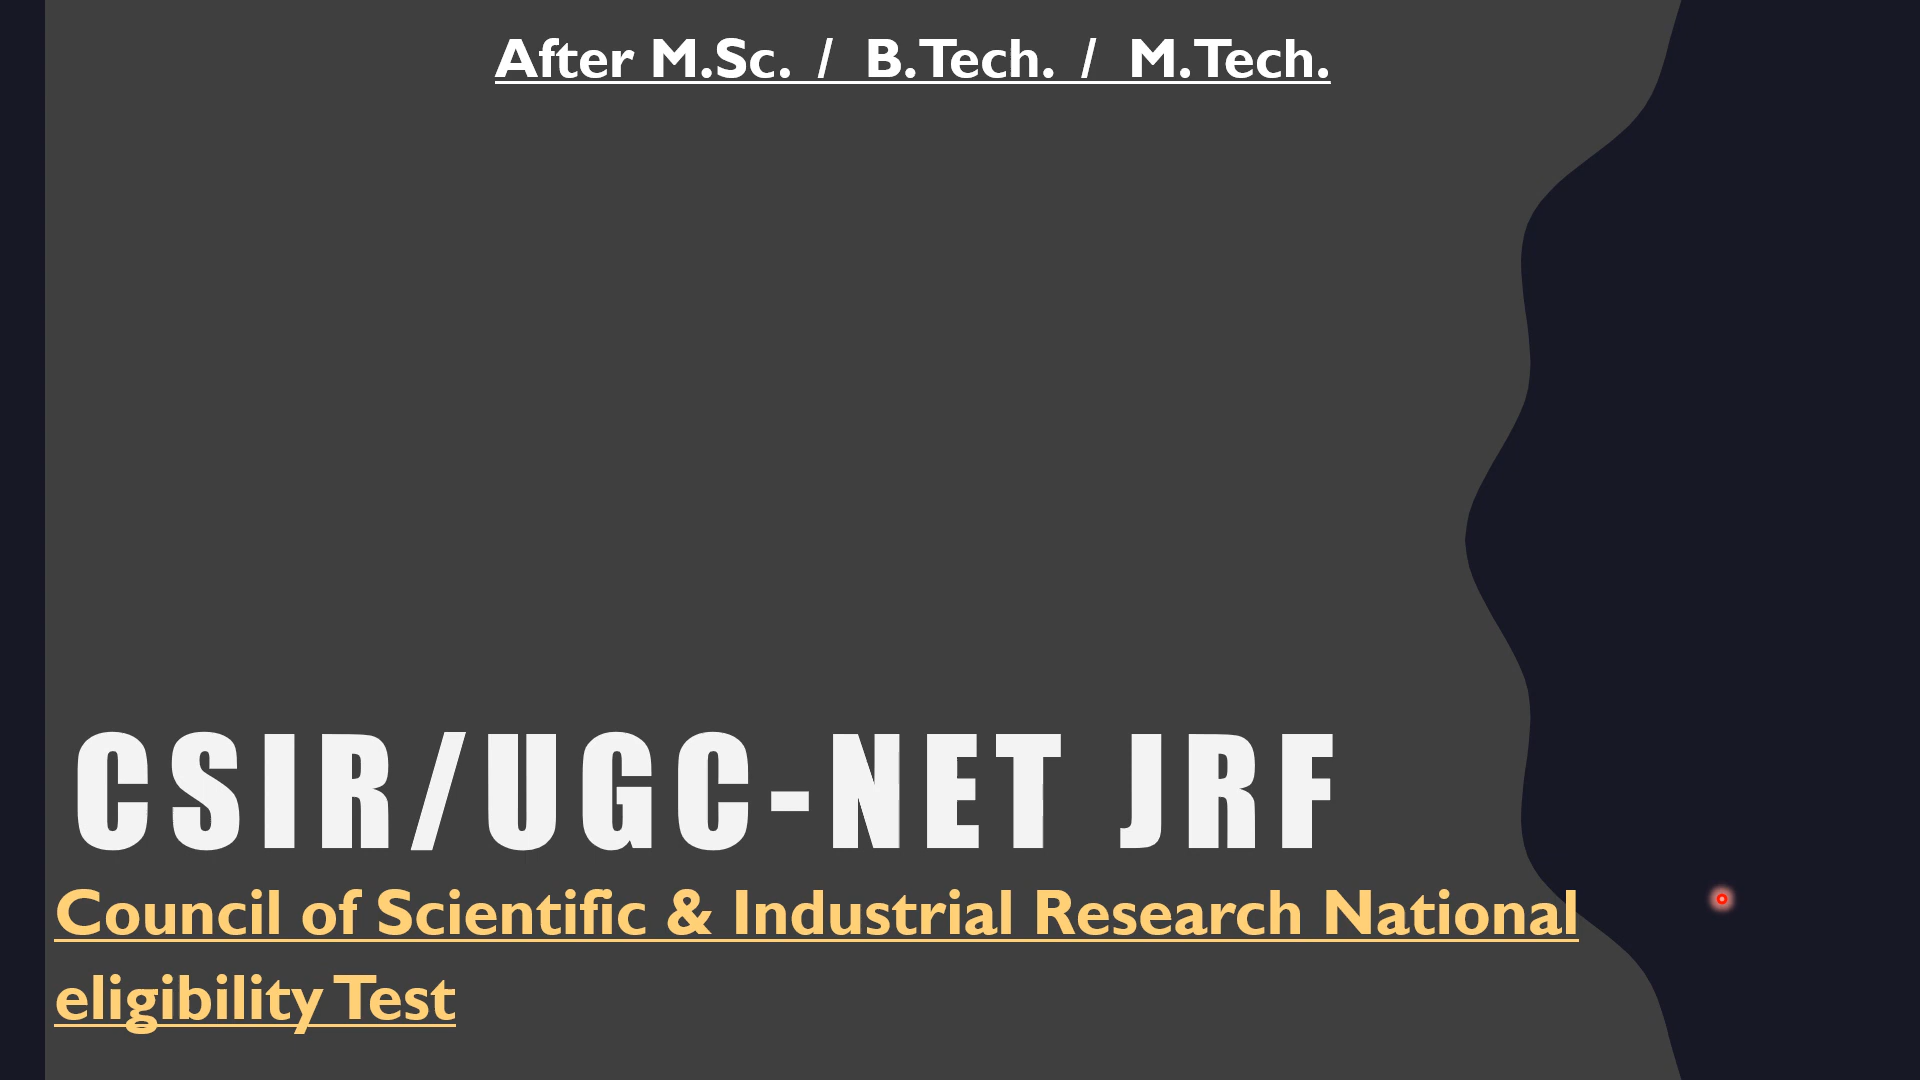 After M.Sc. / B.Tech. / M.Tech.
CSIR/UGC-NET JRF
Council of Scientific & Industrial Research National
eligibility Test